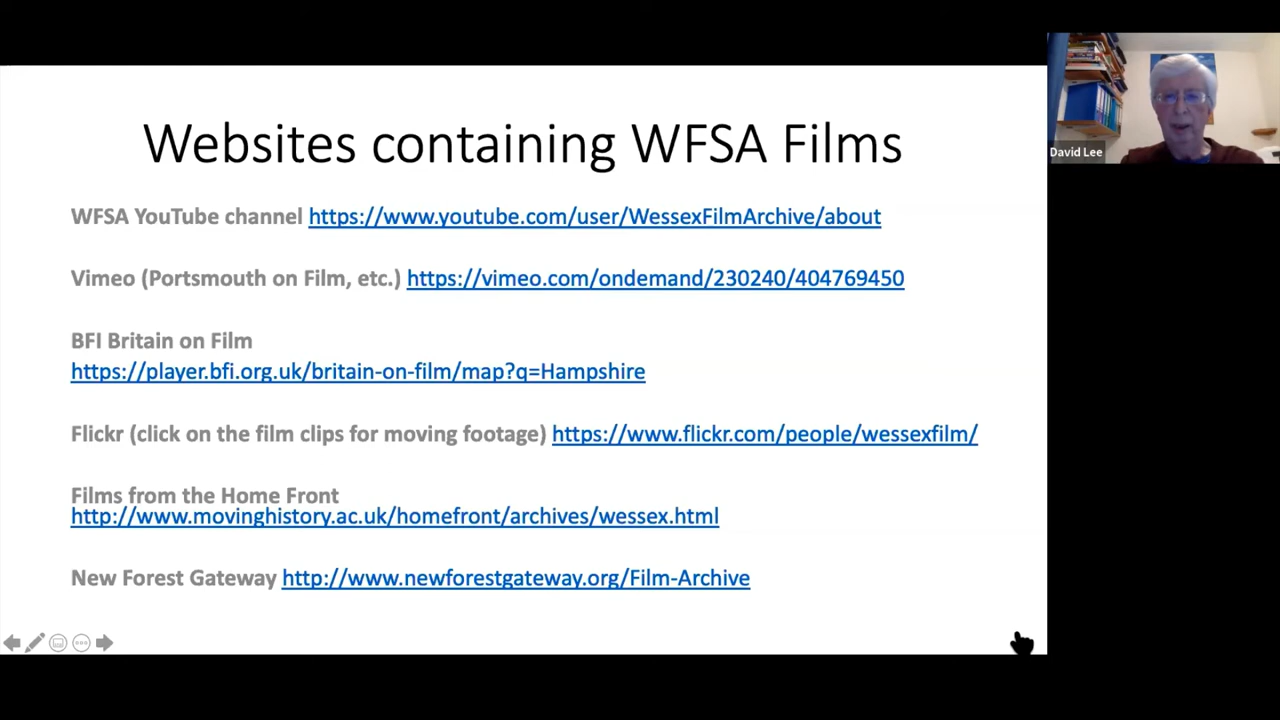 Websites containing WFSA Films
WFSA YouTube channel https://www.youtube.com/user/WessexFilmArchive/about
Vimeo (Portsmouth on Film, etc.) https://vimeo.com/ondemand/230240/404769450
BFI Britain on Film
https://player.bfi.org.uk/britain-on-film/map?q=Hampshire
Flickr (click on the film clips for moving footage) https://www.flickr.com/people/wessexfilm/
Films from the Home Front
http://www.movinghistory.ac.uk/homefront/archives/wessex.html
New Forest Gateway http://www.newforestgateway.org/Film-Archive
David Lee